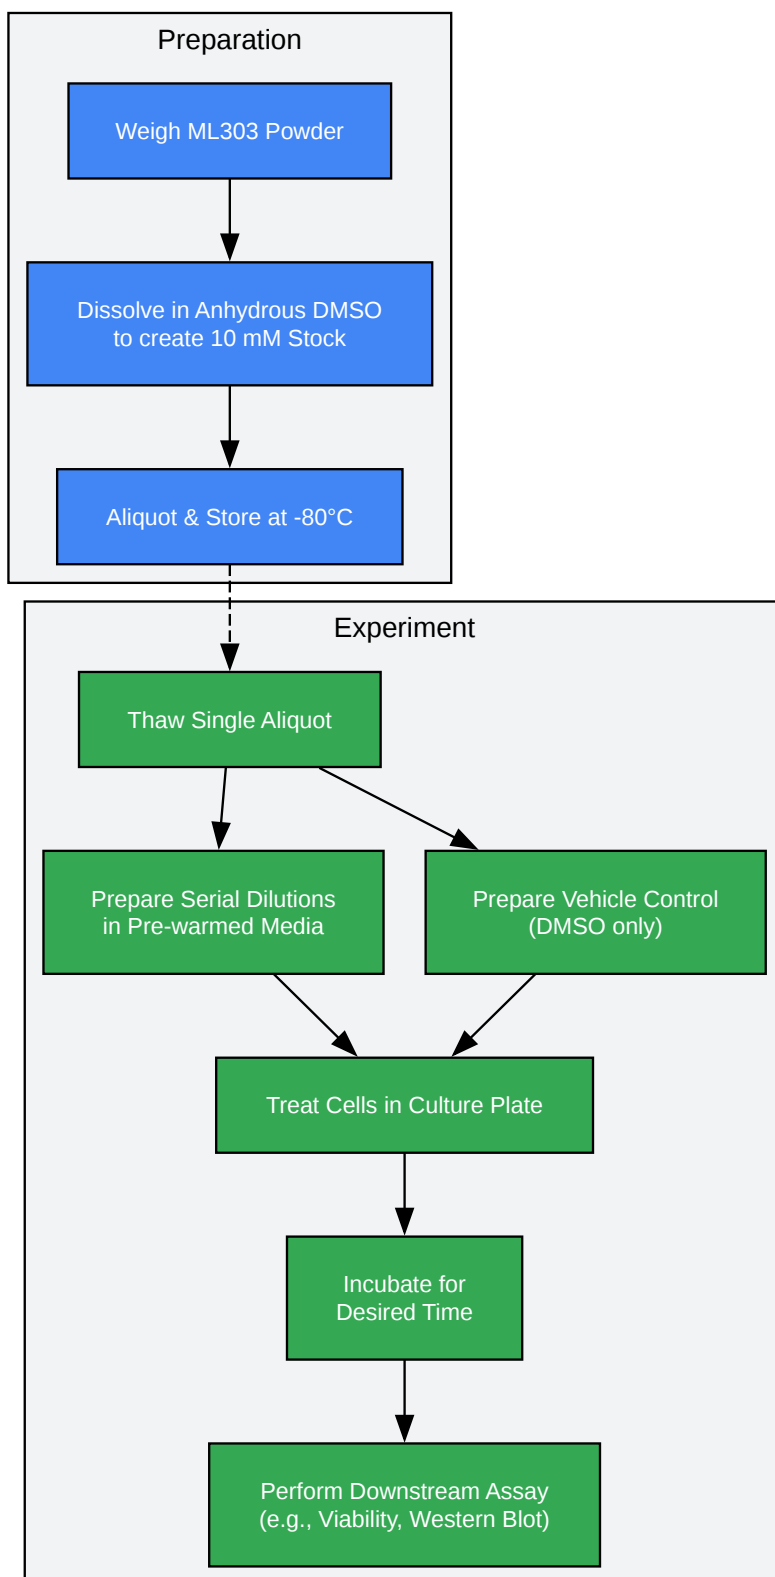 Preparation
Weigh ML303 Powder
Dissolve in Anhydrous DMSO
to create 10 mM Stock
Aliquot & Store at -80°C
Experiment
Thaw Single Aliquot
Prepare Serial Dilutions
in Pre-warmed Media
Prepare Vehicle Control
(DMSO only)
Treat Cells in Culture Plate
Incubate for
Desired Time
Perform Downstream Assay
(e.g., Viability, Western Blot)